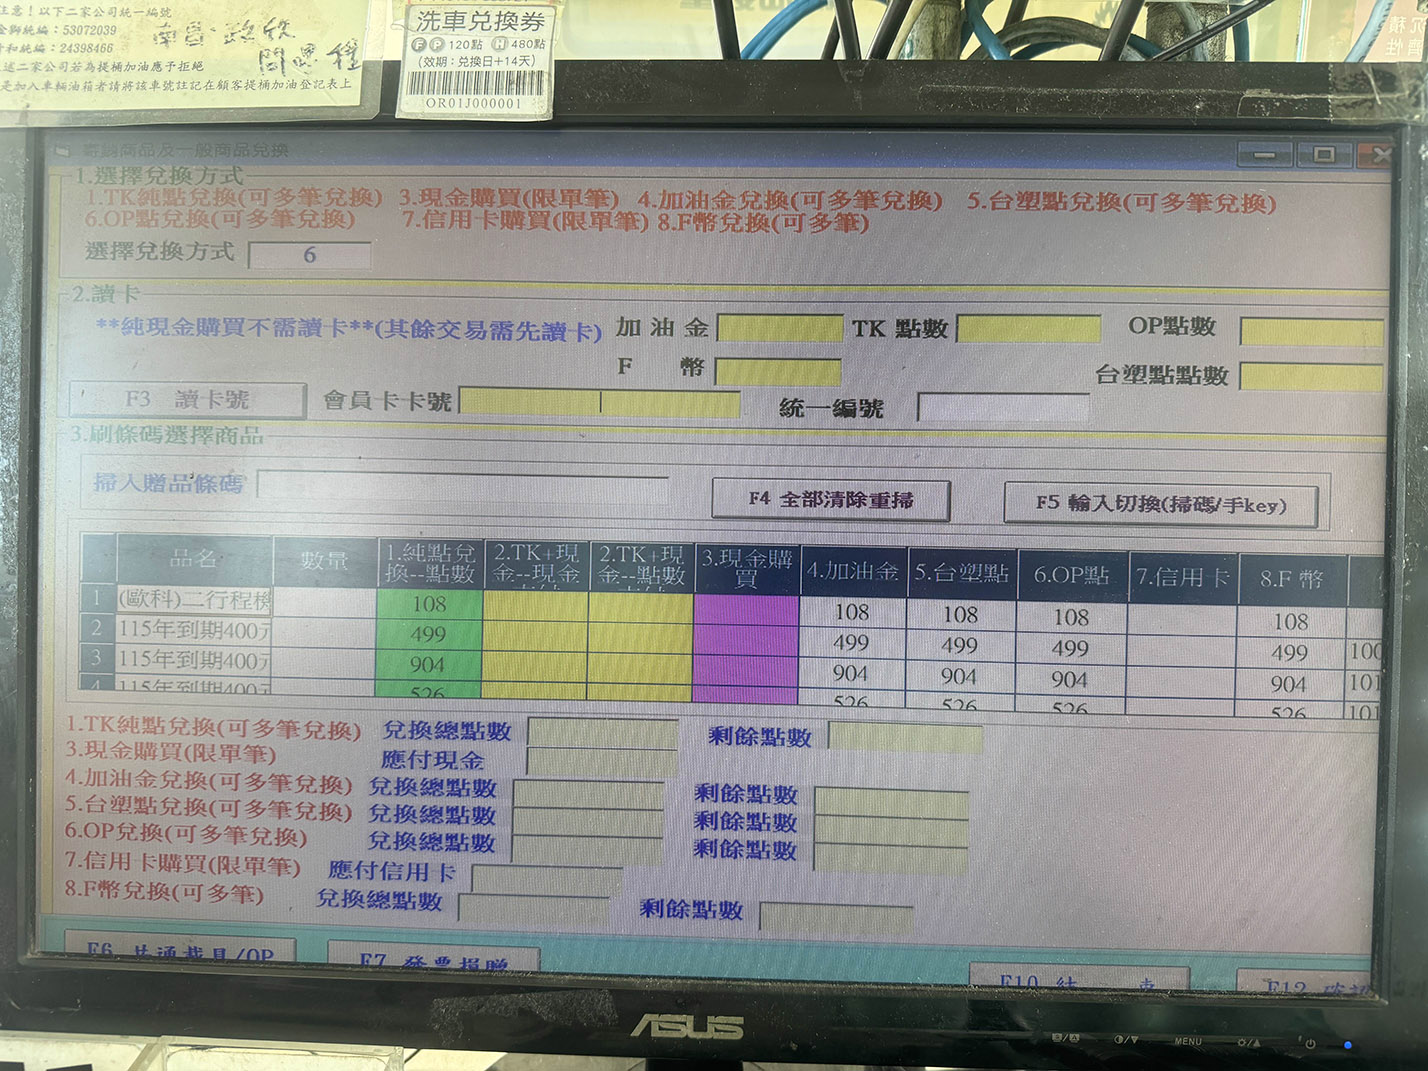 注意！以下二家公司統一編號
金獅統編：53072039
和統編：24398466
述二家公司若為提桶加油應予拒絕
是加入車輛油箱者請將該車號註記在顧客提桶加油登記表上
洗車兌換券
Ⓕ Ⓟ 120點 Ⓗ 480點
(效期：兌換日+14天)
OR01J000001
寄銷商品及一般商品兌換
1.選擇兌換方式
1.TK純點兌換(可多筆兌換) 3.現金購買(限單筆) 4.加油金兌換(可多筆兌換) 5.台塑點兌換(可多筆兌換)
6.OP點兌換(可多筆兌換) 7.信用卡購買(限單筆) 8.F幣兌換(可多筆)
選擇兌換方式 6
2.讀卡
**純現金購買不需讀卡**(其餘交易需先讀卡) 加油金 TK 點數 OP點數
F 幣 台塑點點數
F3 讀卡號 會員卡卡號 統一編號
3.刷條碼選擇商品
掃入贈品條碼 F4 全部清除重掃 F5 輸入切換(掃碼/手key)
品名 數量 1.純點兌換--點數 2.TK+現金--現金 2.TK+現金--點數 3.現金購買 4.加油金 5.台塑點 6.OP點 7.信用卡 8.F 幣
1 (歐科)二行程機 108 108 108 108 108
2 115年到期400元 499 499 499 499 499 100
3 115年到期400元 904 904 904 904 904 101
4 115年到期400元 526 526 526 526 526 101
1.TK純點兌換(可多筆兌換) 兌換總點數 剩餘點數
3.現金購買(限單筆) 應付現金
4.加油金兌換(可多筆兌換) 兌換總點數 剩餘點數
5.台塑點兌換(可多筆兌換) 兌換總點數 剩餘點數
6.OP兌換(可多筆兌換) 兌換總點數 剩餘點數
7.信用卡購買(限單筆) 應付信用卡
8.F幣兌換(可多筆) 兌換總點數 剩餘點數
F6 共通載具/OP F7 發票捐贈 F10 結 束 F12 確認
ASUS
MENU